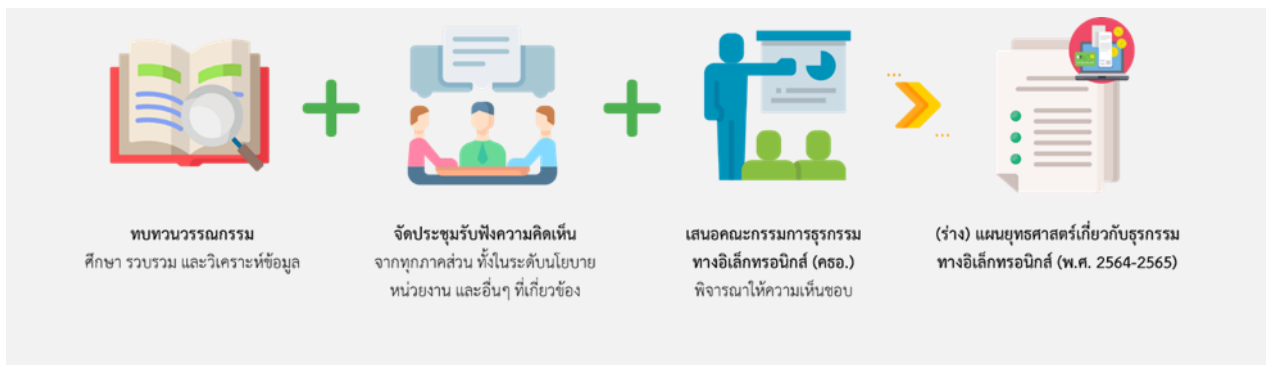 ทบทวนวรรณกรรม
ศึกษา รวบรวม และวิเคราะห์ข้อมูล
จัดประชุมรับฟังความคิดเห็น
จากทุกภาคส่วน ทั้งในระดับนโยบาย
หน่วยงาน และอื่นๆ ที่เกี่ยวข้อง
เสนอคณะกรรมการธุรกรรม
ทางอิเล็กทรอนิกส์ (คธอ.)
พิจารณาให้ความเห็นชอบ
(ร่าง) แผนยุทธศาสตร์เกี่ยวกับธุรกรรม
ทางอิเล็กทรอนิกส์ (พ.ศ. 2564-2565)